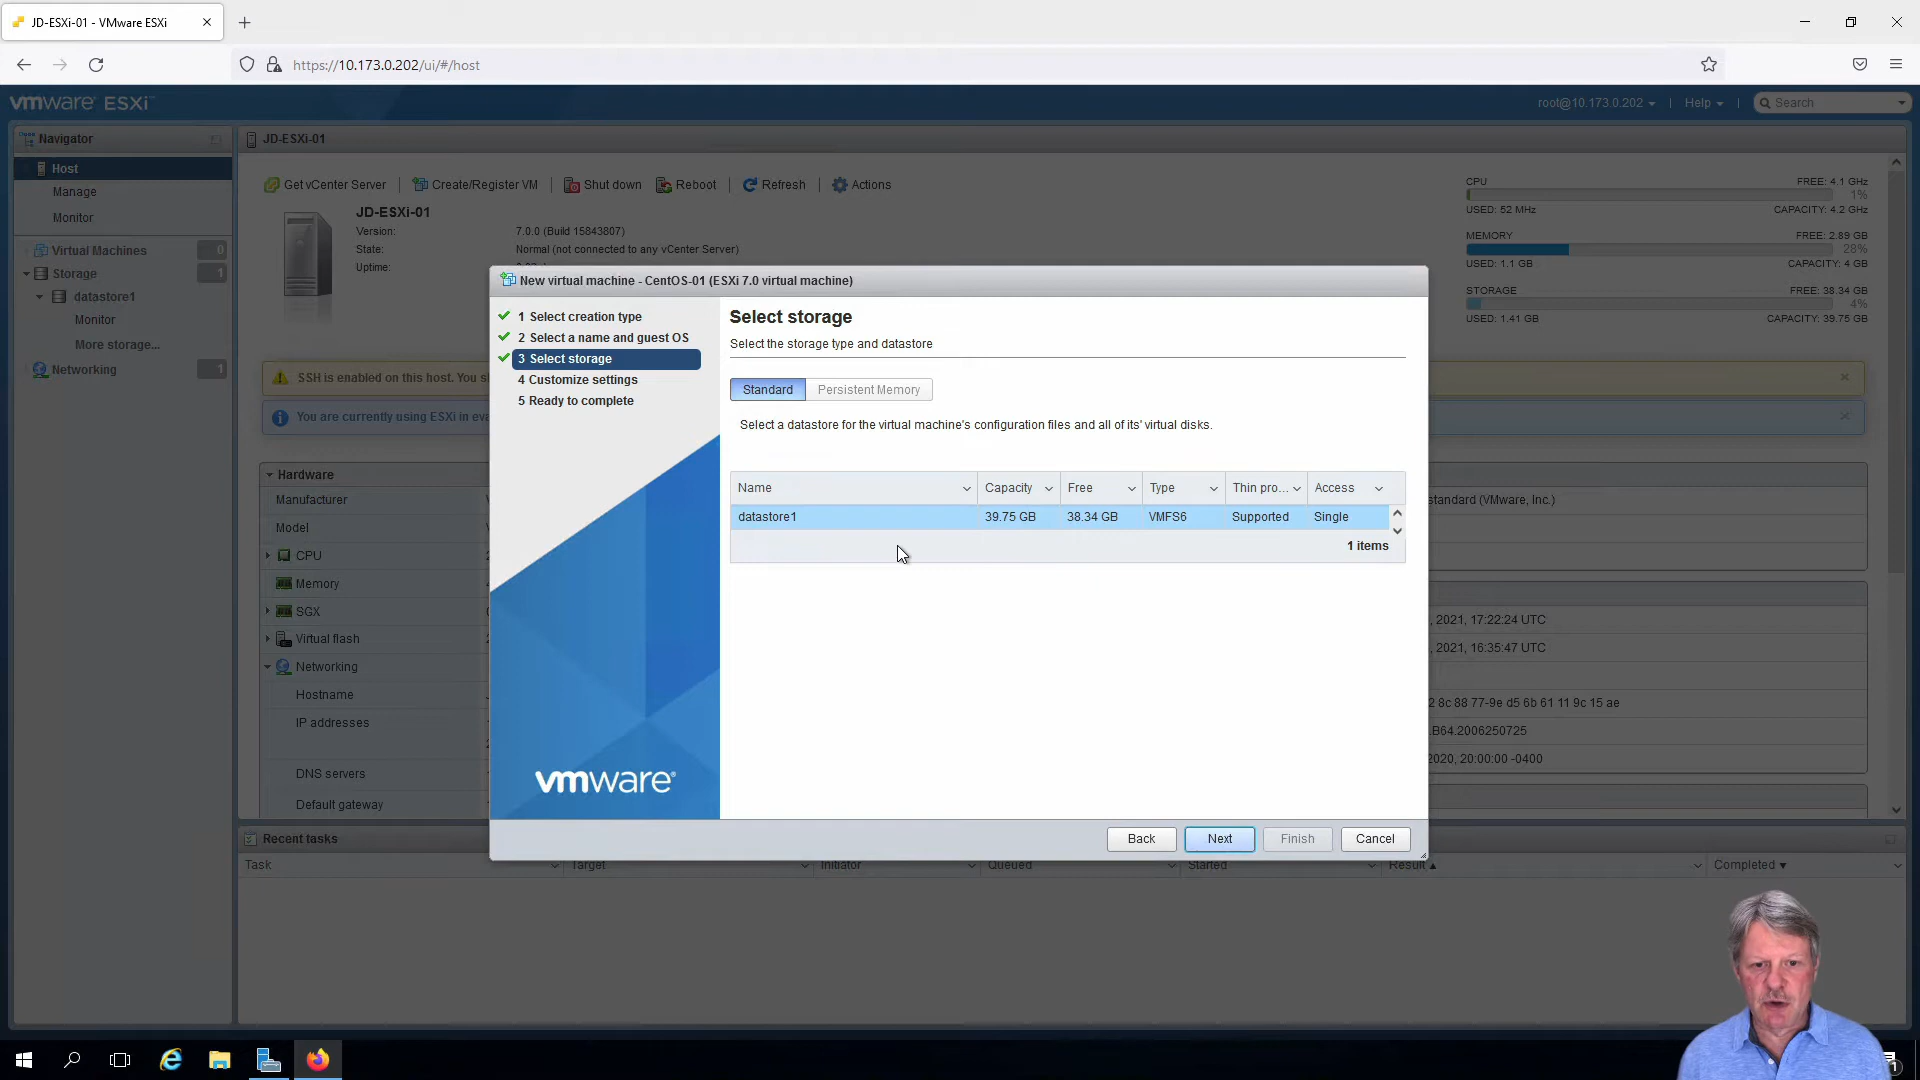 JD-ESXi-01 - VMware ESXi
https://10.173.0.202/ui/#/host
vmware ESXi
root@10.173.0.202
Help
Search
Navigator
JD-ESXi-01
Host
Manage
Monitor
Virtual Machines
0
Storage
1
datastore1
Monitor
More storage...
Networking
1
Get vCenter Server
Create/Register VM
Shut down
Reboot
Refresh
Actions
JD-ESXi-01
Version:
7.0.0 (Build 15843807)
State:
Normal (not connected to any vCenter Server)
Uptime:
CPU
FREE: 4.1 GHz
1%
USED: 52 MHz
CAPACITY: 4.2 GHz
MEMORY
FREE: 2.89 GB
28%
USED: 1.1 GB
CAPACITY: 4 GB
STORAGE
FREE: 38.34 GB
4%
USED: 1.41 GB
CAPACITY: 39.75 GB
SSH is enabled on this host. You
You are currently using ESXi in
Hardware
Manufacturer
Model
CPU
Memory
SGX
Virtual flash
Networking
Hostname
IP addresses
DNS servers
Default gateway
standard (VMware, Inc.)
, 2021, 17:22:24 UTC
, 2021, 16:35:47 UTC
2 8c 88 77-9e d5 6b 61 11 9c 15 ae
.B64.2006250725
2020, 20:00:00 -0400
New virtual machine - CentOS-01 (ESXi 7.0 virtual machine)
1 Select creation type
2 Select a name and guest OS
3 Select storage
4 Customize settings
5 Ready to complete
vmware
Select storage
Select the storage type and datastore
Standard
Persistent Memory
Select a datastore for the virtual machine's configuration files and all of its' virtual disks.
Name
Capacity
Free
Type
Thin pro...
Access
datastore1
39.75 GB
38.34 GB
VMFS6
Supported
Single
1 items
Back
Next
Finish
Cancel
Recent tasks
Task
Target
Initiator
Queued
Started
Result
Completed
1